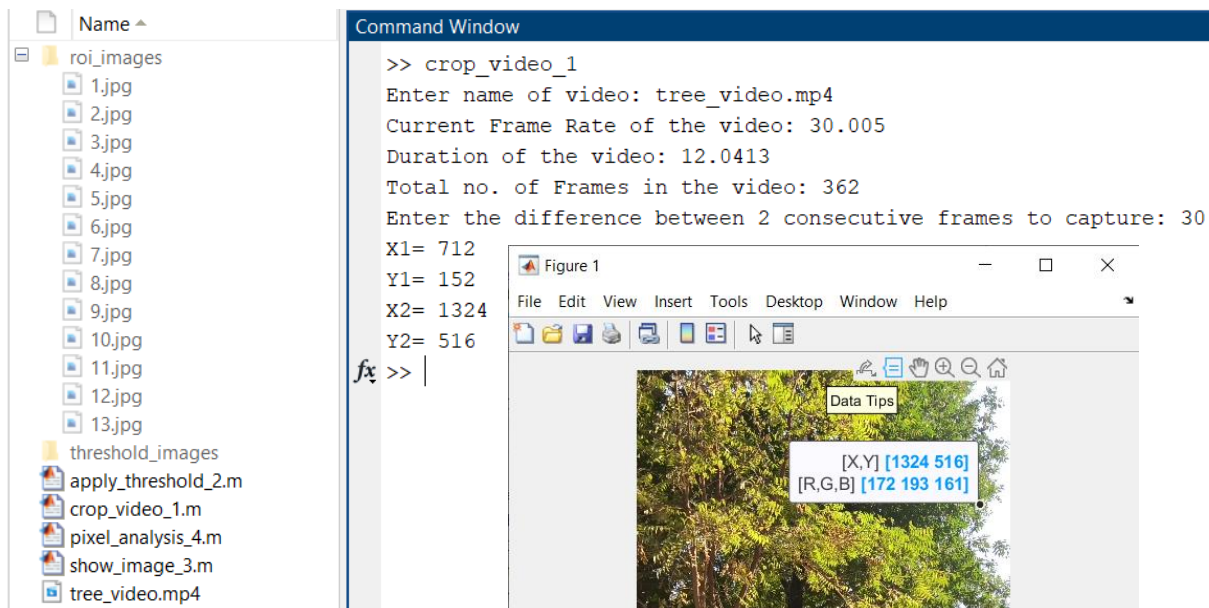 Name
roi_images
1.jpg
2.jpg
3.jpg
4.jpg
5.jpg
6.jpg
7.jpg
8.jpg
9.jpg
10.jpg
11.jpg
12.jpg
13.jpg
threshold_images
apply_threshold_2.m
crop_video_1.m
pixel_analysis_4.m
show_image_3.m
tree_video.mp4
Command Window
>> crop_video_1
Enter name of video: tree_video.mp4
Current Frame Rate of the video: 30.005
Duration of the video: 12.0413
Total no. of Frames in the video: 362
Enter the difference between 2 consecutive frames to capture: 30
X1= 712
Y1= 152
X2= 1324
Y2= 516
fx >>
Figure 1
File Edit View Insert Tools Desktop Window Help
Data Tips
[X,Y] [1324 516]
[R,G,B] [172 193 161]